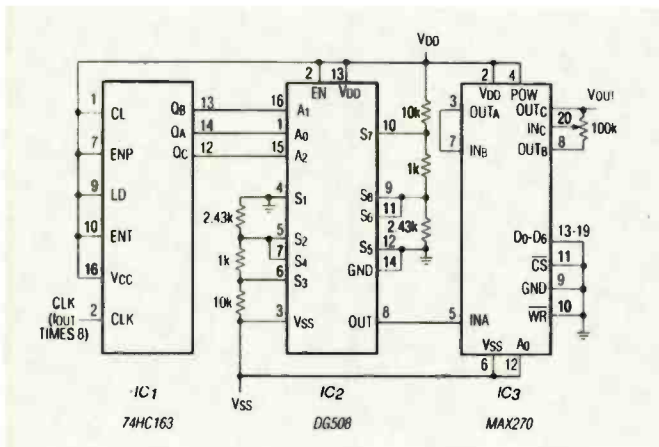 VDD
2 13
EN VDD
2 4
VDD POW
1 CL
7 ENP
9 LD
10 ENT
16 VCC
CLK
(fOUT
TIMES 8)
2 CLK
QB 13
QA 14
QC 12
16 A1
1 A0
15 A2
4 S1
2.43k
5 S2
7 S4
1k
6 S3
10k
3 VSS
S7 10
10k
1k
S8 9
S6 11
2.43k
S5 12
GND 14
OUT 8
3 OUTA
7 INB
5 INA
OUTC VOUT
INC 20
100k
OUTB 8
D0-D6 13-19
CS 11
GND 9
WR 10
VSS A0
6 12
VSS
IC1
74HC163
IC2
DG508
IC3
MAX270